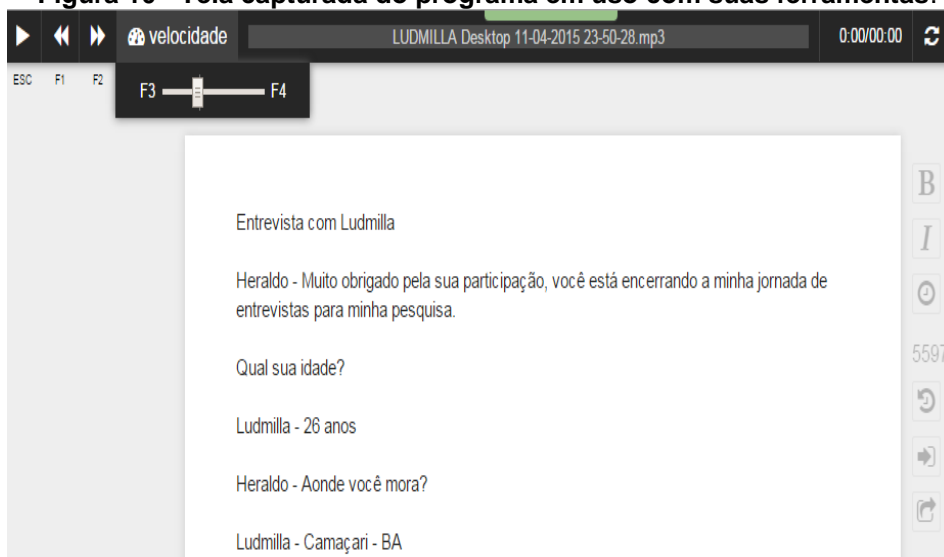 Figura 10 - Tela capturada do programa em uso com suas ferramentas.
velocidade LUDMILLA Desktop 11-04-2015 23-50-28.mp3 0:00/00:00
ESC F1 F2
F3 F4
Entrevista com Ludmilla
Heraldo - Muito obrigado pela sua participação, você está encerrando a minha jornada de
entrevistas para minha pesquisa.
Qual sua idade?
Ludmilla - 26 anos
Heraldo - Aonde você mora?
Ludmilla - Camaçari - BA
B
I
5597